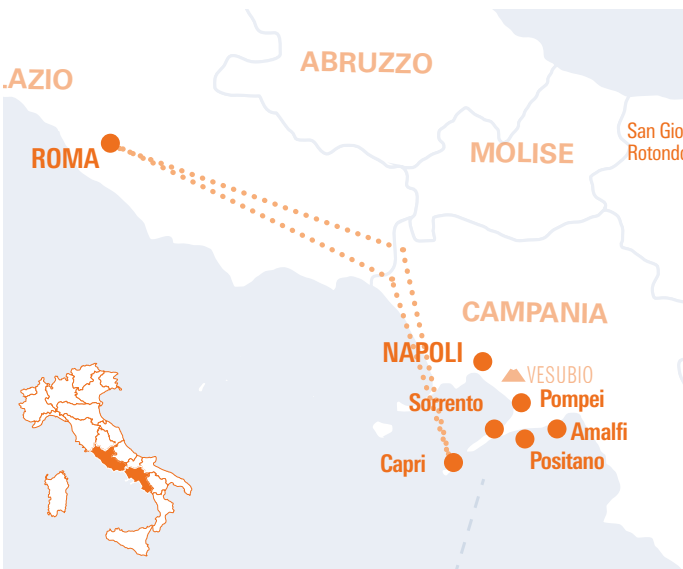 ABRUZZO
.AZIO
San Gio
Rotondo
ROMA
MOLISE
CAMPANIA
NAPOLI
VESUBIO
Pompei
Sorrento
Amalfi
Capri
Positano